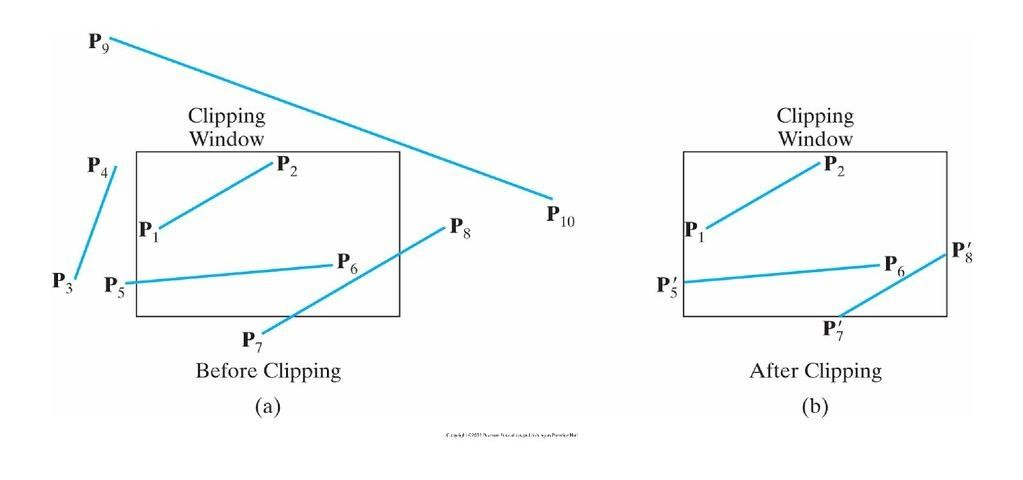 P9
Clipping
Window
P4
P2
P1
P10
P8
P3
P5
P6
P7
Before Clipping
(a)
Clipping
Window
P2
P1
P8′
P6
P5′
P7′
After Clipping
(b)